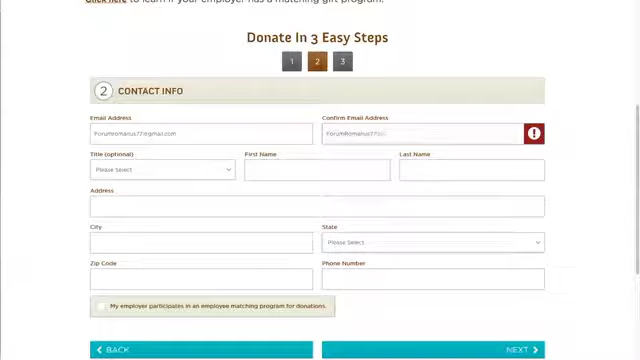 Click here to learn if your employer has a matching gift program.
Donate In 3 Easy Steps
1 2 3
2 CONTACT INFO
Email Address Confirm Email Address
ForumRomanus77@gmail.com ForumRomanus77
Title (optional) First Name Last Name
Please Select
Address
City State
Please Select
Zip Code Phone Number
My employer participates in an employee matching program for donations.
BACK NEXT